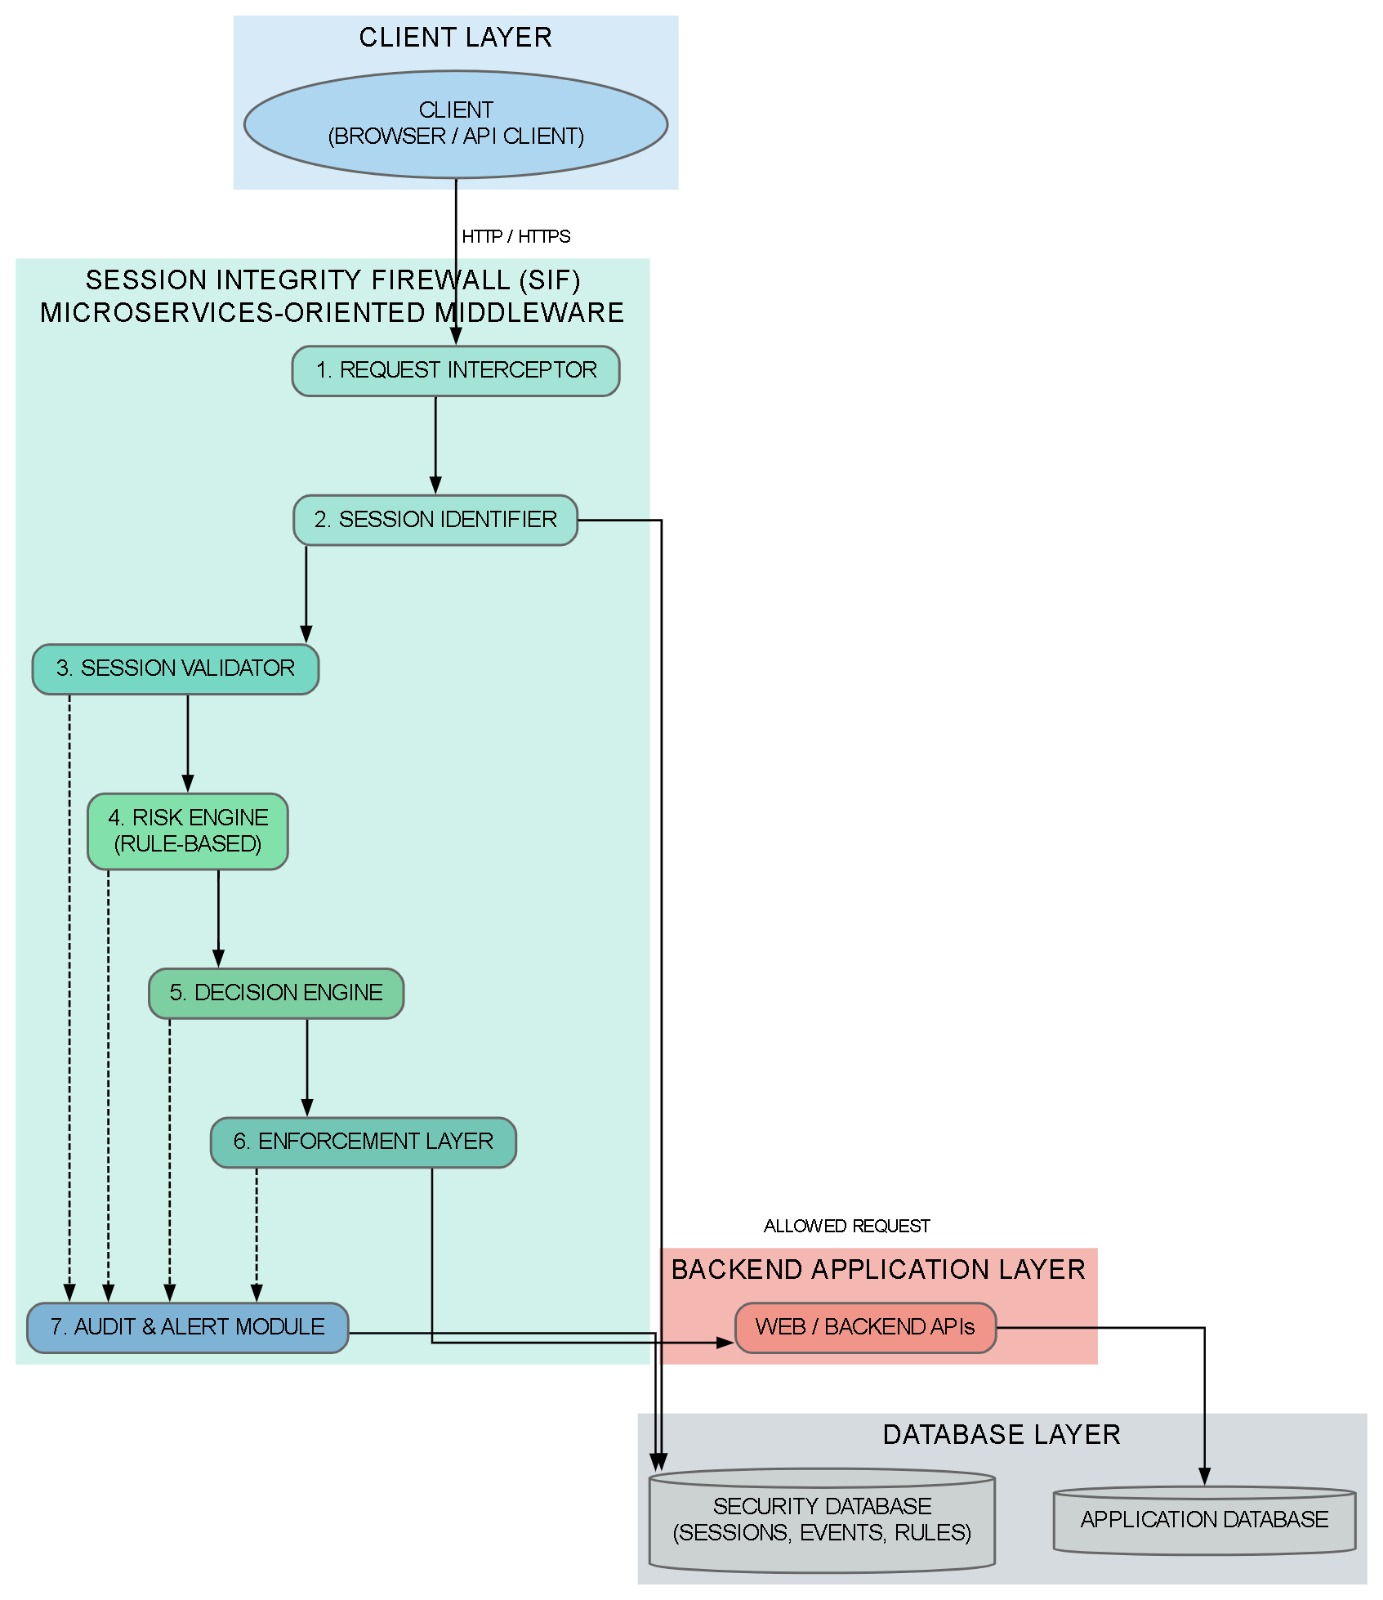 CLIENT LAYER
CLIENT
(BROWSER / API CLIENT)
HTTP / HTTPS
SESSION INTEGRITY FIREWALL (SIF)
MICROSERVICES-ORIENTED MIDDLEWARE
1. REQUEST INTERCEPTOR
2. SESSION IDENTIFIER
3. SESSION VALIDATOR
4. RISK ENGINE
(RULE-BASED)
5. DECISION ENGINE
6. ENFORCEMENT LAYER
7. AUDIT & ALERT MODULE
ALLOWED REQUEST
BACKEND APPLICATION LAYER
WEB / BACKEND APIs
DATABASE LAYER
SECURITY DATABASE
(SESSIONS, EVENTS, RULES)
APPLICATION DATABASE